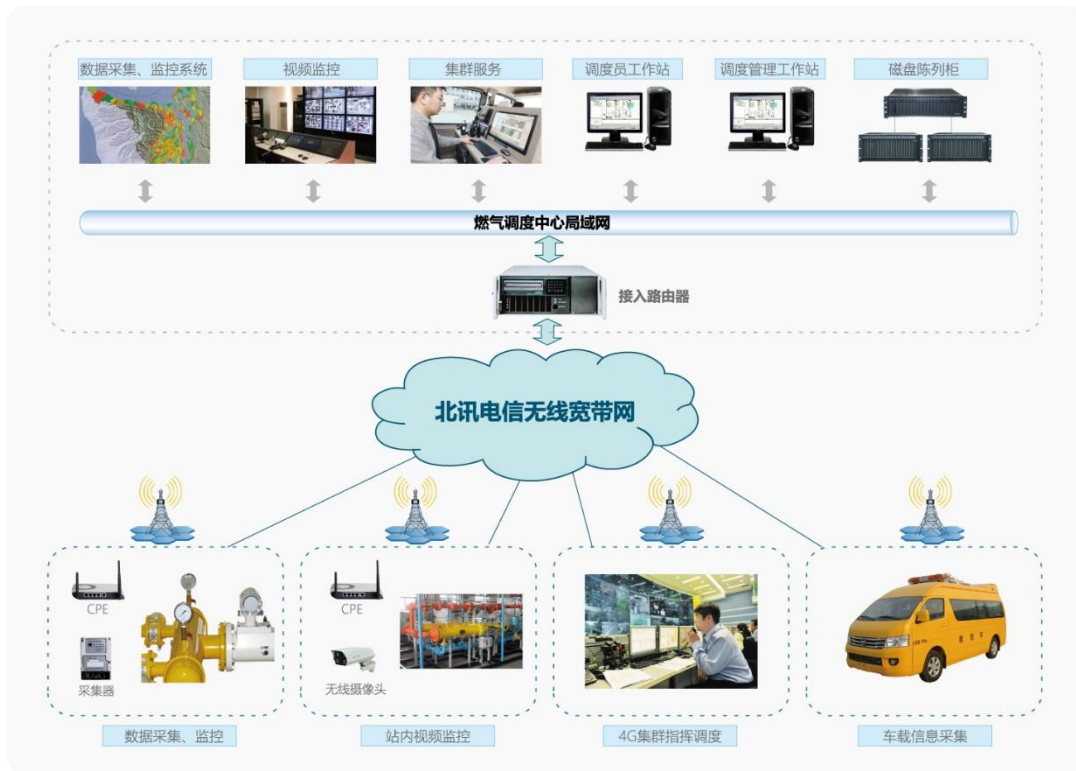 数据采集、监控系统
视频监控
集群服务
调度员工作站
调度管理工作站
磁盘陈列柜
燃气调度中心局域网
接入路由器
北讯电信无线宽带网
CPE
采集器
CPE
无线摄像头
数据采集、监控
站内视频监控
4G集群指挥调度
车载信息采集